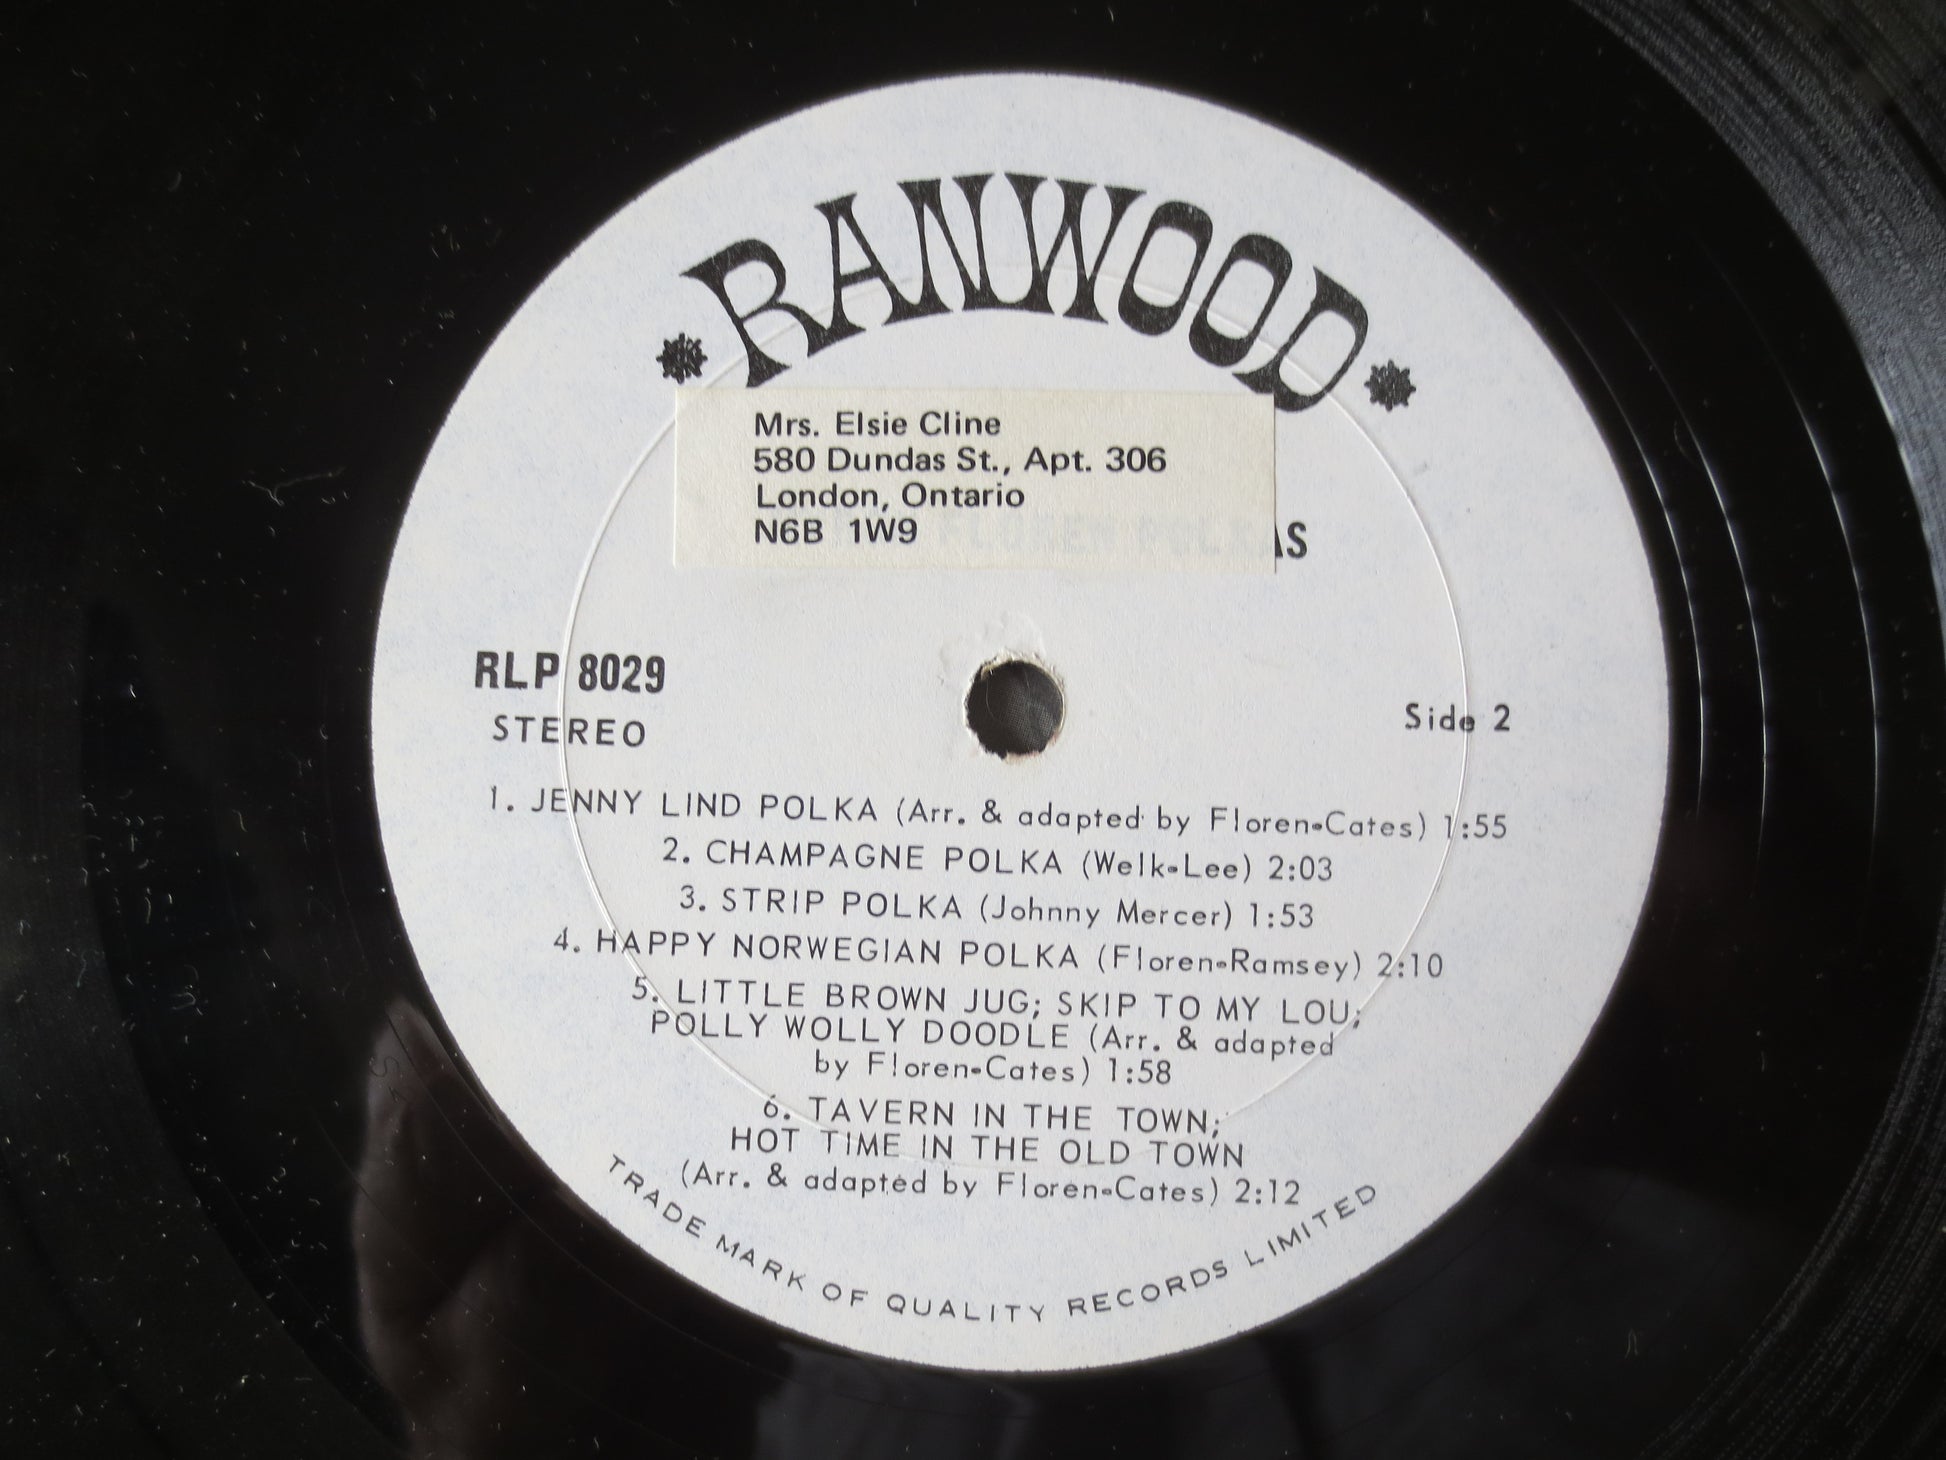 RANWOOD
Mrs. Elsie Cline
580 Dundas St., Apt. 306
London, Ontario
N6B 1W9
FLOREN POLKAS
RLP 8029
STEREO
Side 2
1. JENNY LIND POLKA (Arr. & adapted by Floren-Cates) 1:55
2. CHAMPAGNE POLKA (Welk-Lee) 2:03
3. STRIP POLKA (Johnny Mercer) 1:53
4. HAPPY NORWEGIAN POLKA (Floren-Ramsey) 2:10
5. LITTLE BROWN JUG; SKIP TO MY LOU;
POLLY WOLLY DOODLE (Arr. & adapted
by Floren-Cates) 1:58
6. TAVERN IN THE TOWN;
HOT TIME IN THE OLD TOWN
(Arr. & adapted by Floren-Cates) 2:12
TRADE MARK OF QUALITY RECORDS LIMITED